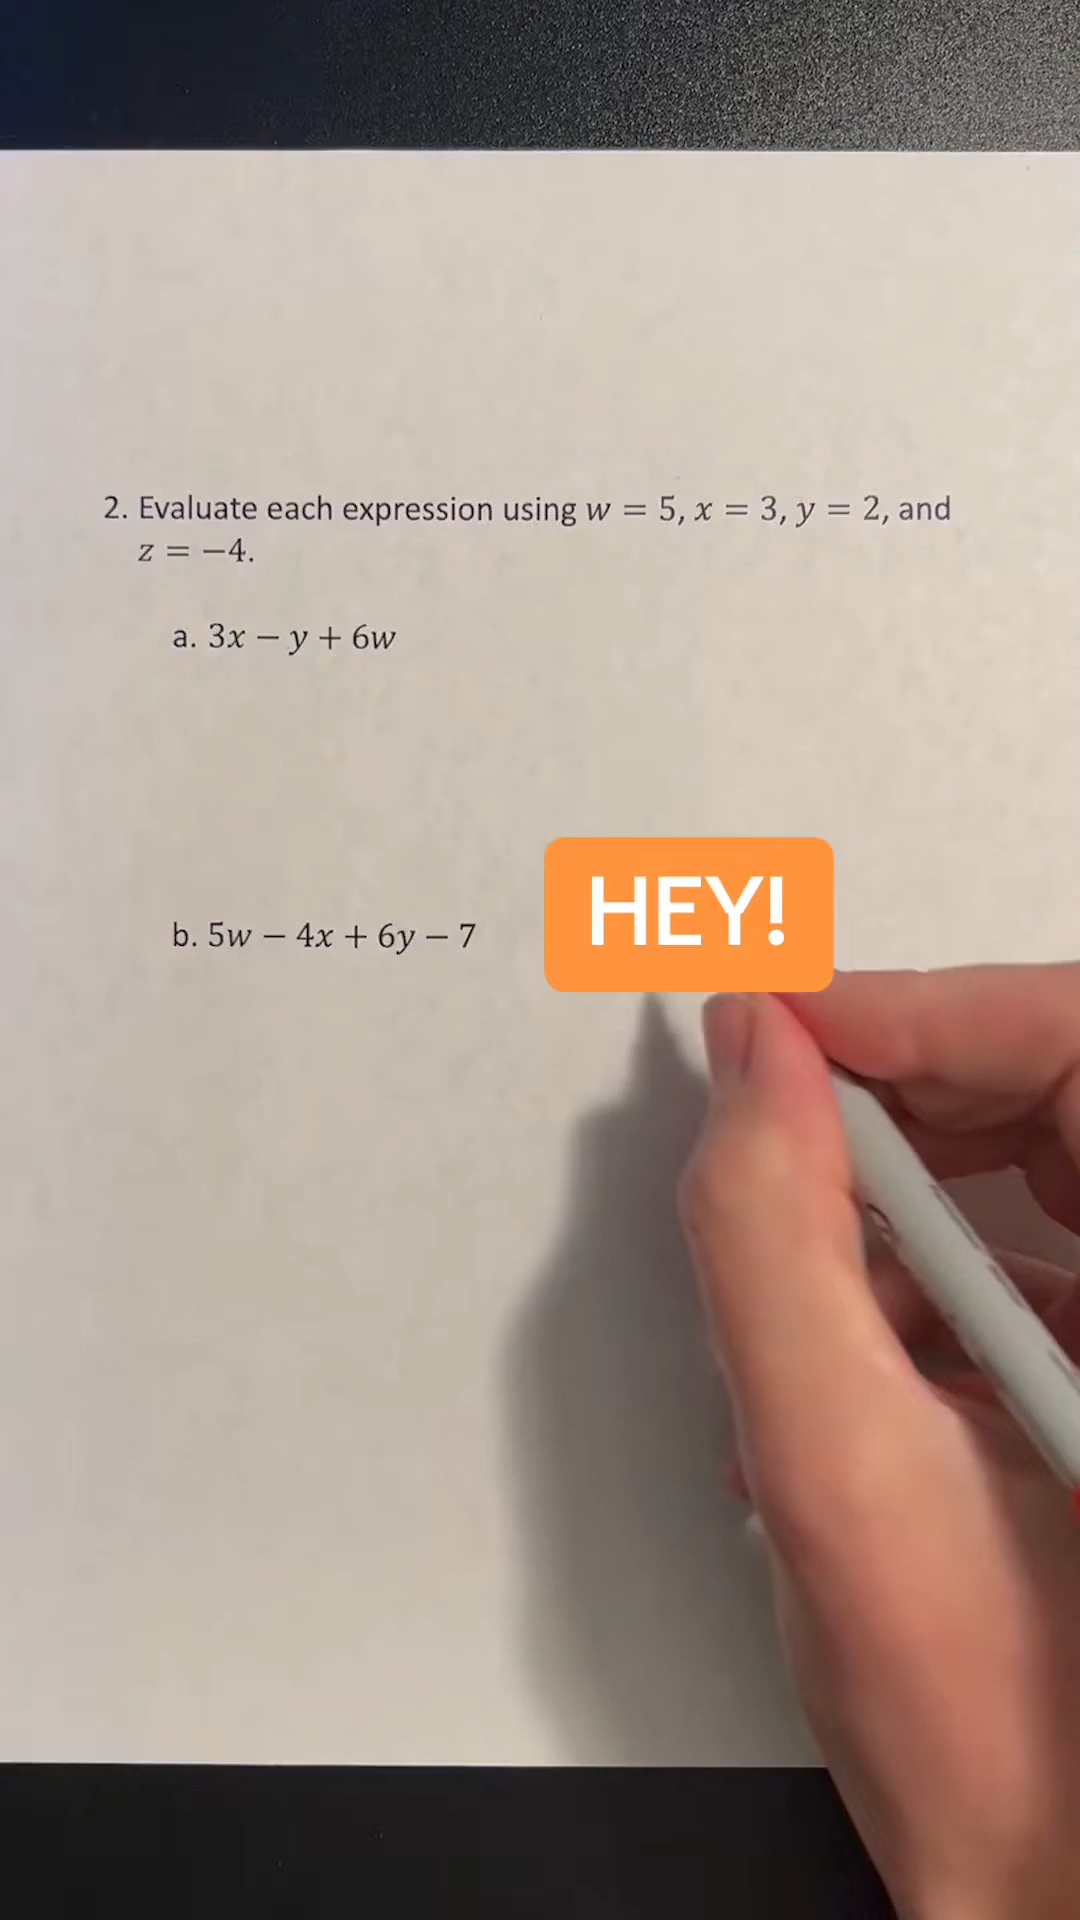 2. Evaluate each expression using w = 5, x = 3, y = 2, and
z = −4.
a. 3x − y + 6w
HEY!
b. 5w − 4x + 6y − 7